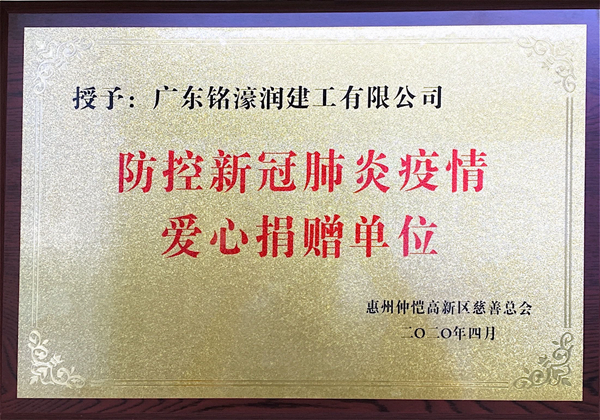 授予：广东铭濠润建工有限公司
防控新冠肺炎疫情
爱心捐赠单位
惠州仲恺高新区慈善总会
二〇二〇年四月